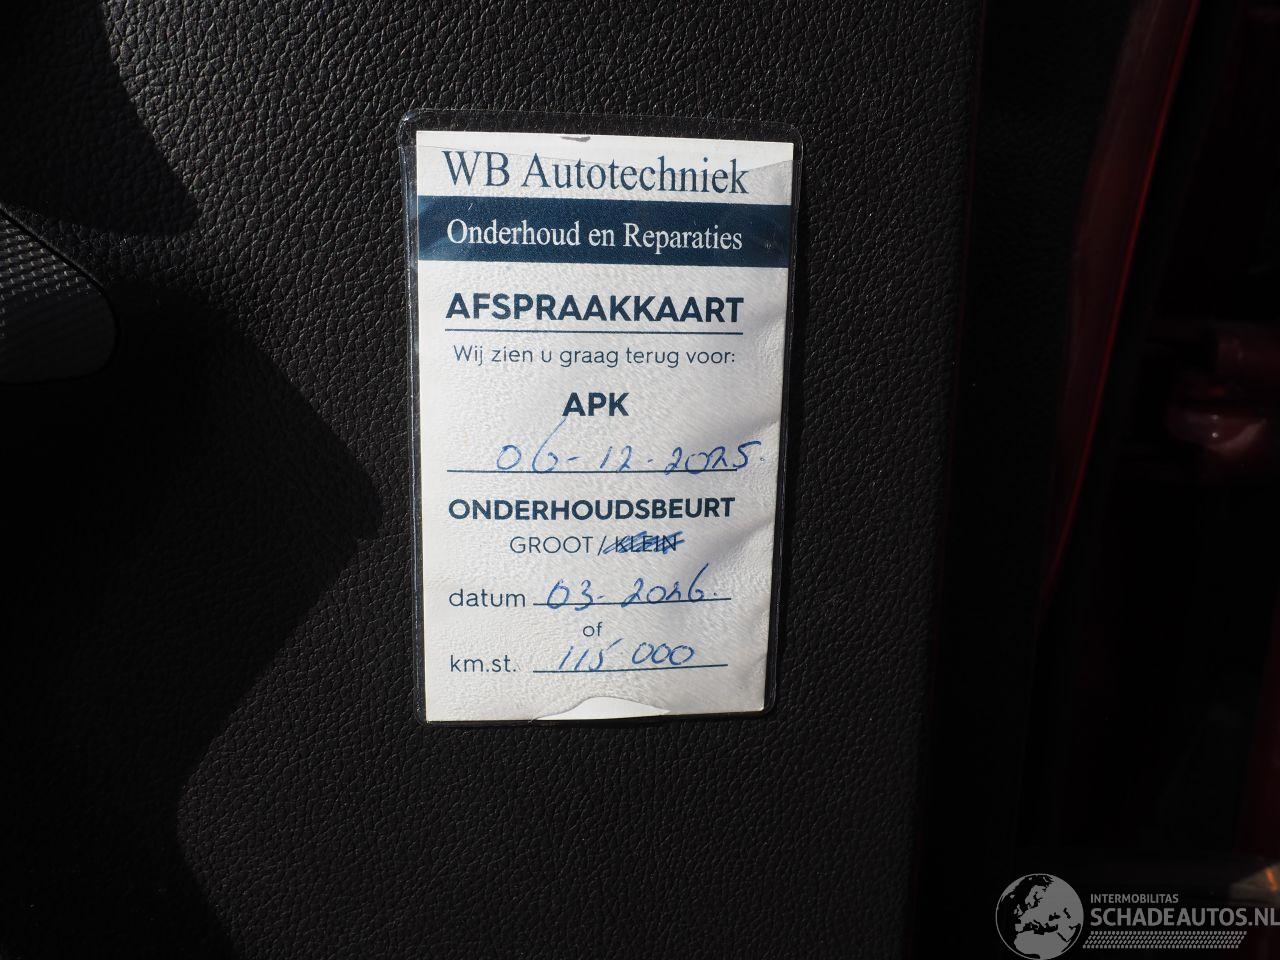 WB Autotechniek
Onderhoud en Reparaties
AFSPRAAKKAART
Wij zien u graag terug voor:
APK
06-12-2025.
ONDERHOUDSBEURT
GROOT/KLEIN
datum 03-2026.
of
km.st. 115 000
INTERMOBILITAS
SCHADEAUTOS.NL